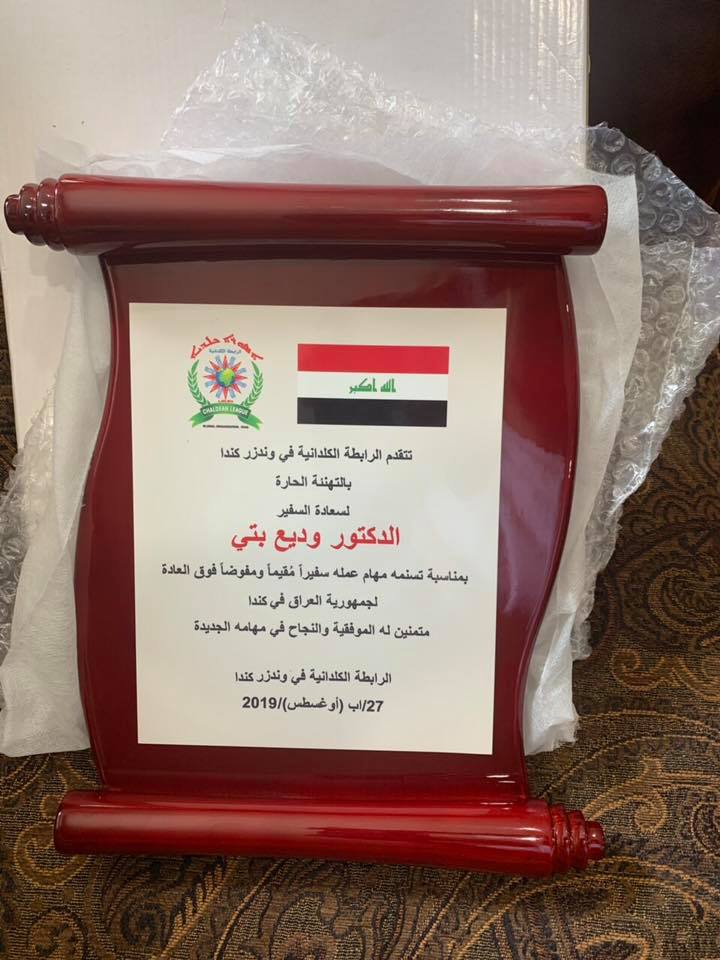 الرابطة الكلدانية
CHALDEAN LEAGUE
الله اكبر
تتقدم الرابطة الكلدانية في وندزر كندا
بالتهنئة الحارة
لسعادة السفير
الدكتور وديع بتي
بمناسبة تسنمه مهام عمله سفيراً مُقيماً ومفوضاً فوق العادة
لجمهورية العراق في كندا
متمنين له الموفقية والنجاح في مهامه الجديدة
الرابطة الكلدانية في وندزر كندا
27/اب (أوغسطس)/2019